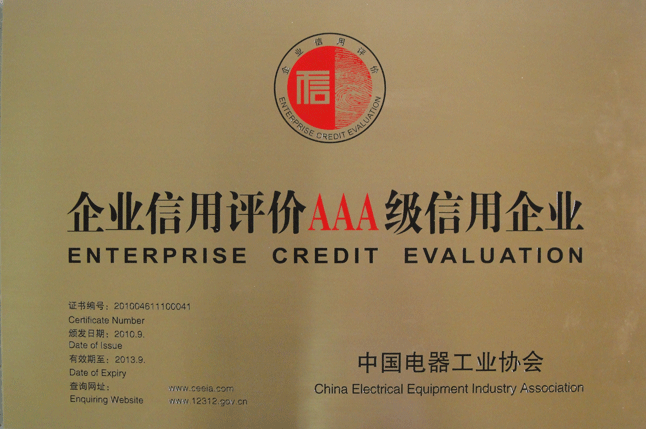 企业信用评价
信
ENTERPRISE CREDIT EVALUATION
企业信用评价AAA级信用企业
ENTERPRISE CREDIT EVALUATION
证书编号：201004611100041
Certificate Number
颁发日期：2010.9.
Date of Issue
有效期至：2013.9.
Date of Expiry
查询网址： www.ceeia.com
Enquiring Website www.12312.gov.cn
中国电器工业协会
China Electrical Equipment Industry Association